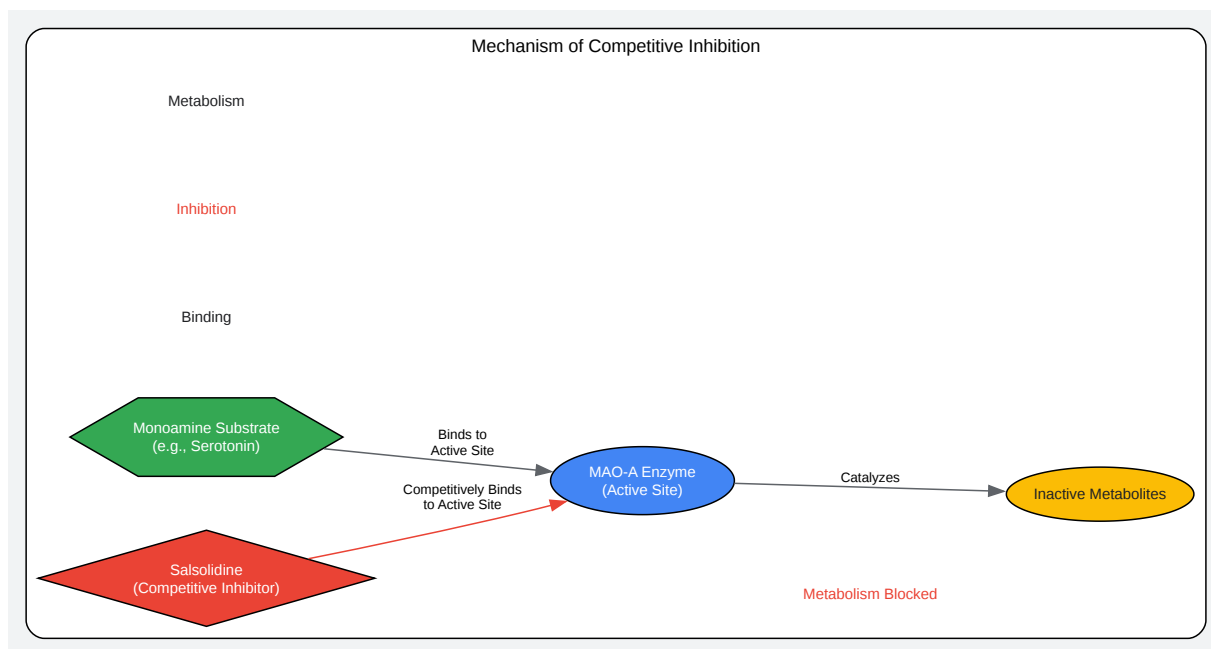 Mechanism of Competitive Inhibition
Metabolism
Inhibition
Binding
Monoamine Substrate
(e.g., Serotonin)
Binds to
Active Site
MAO-A Enzyme
(Active Site)
Catalyzes
Inactive Metabolites
Competitively Binds
to Active Site
Salsolidine
(Competitive Inhibitor)
Metabolism Blocked